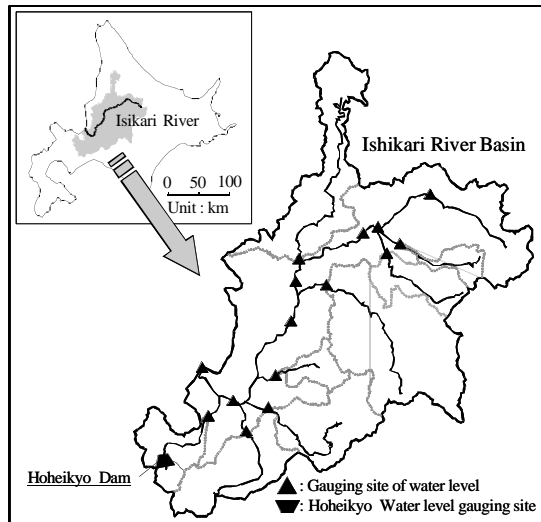 Isikari River
0 50 100
Unit : km
Ishikari River Basin
Hoheikyo Dam
: Gauging site of water level
: Hoheikyo Water level gauging site